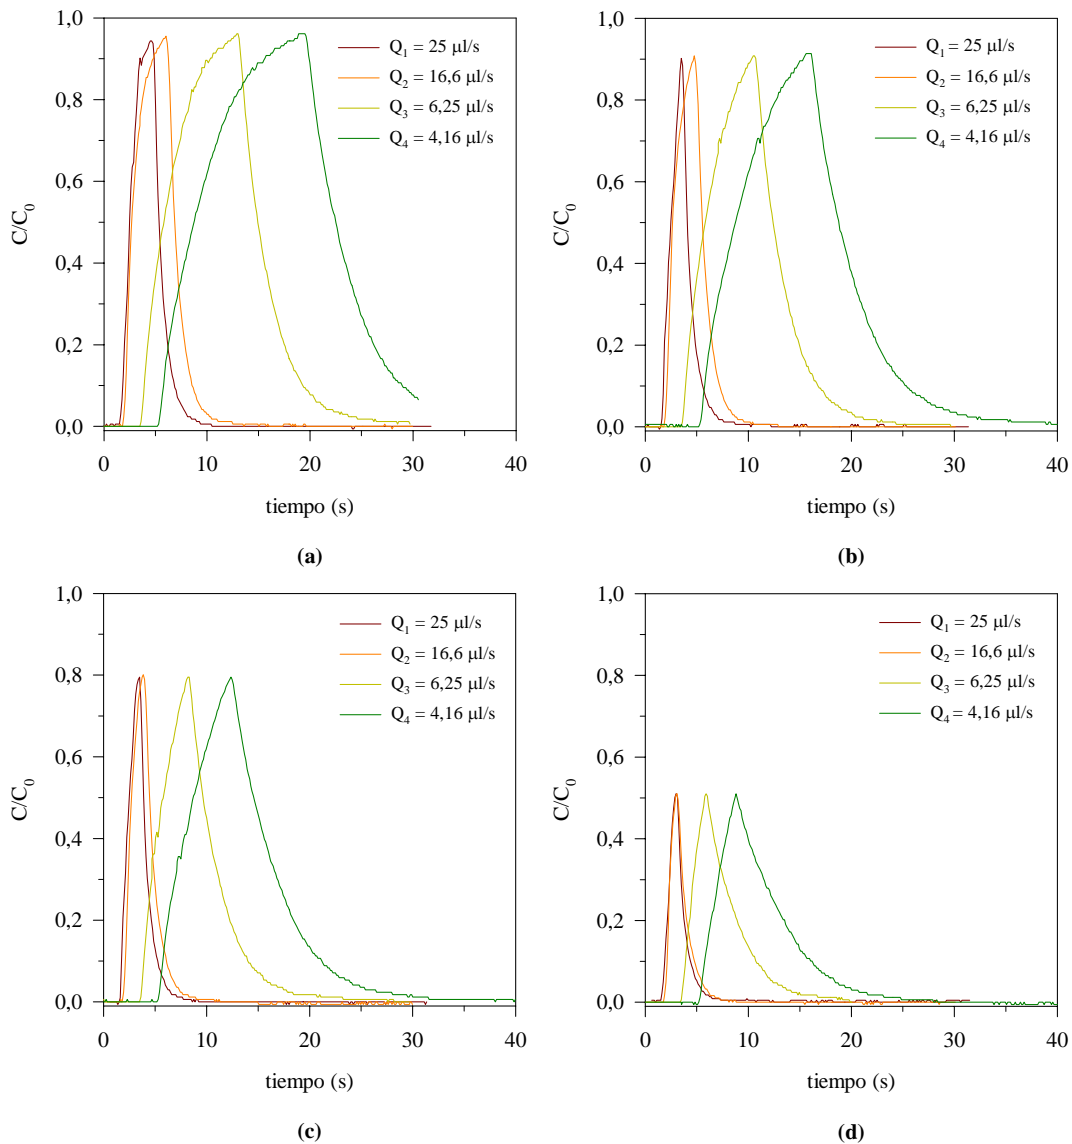 1,0
0,8
0,6
0,4
0,2
0,0
C/C0
0 10 20 30 40
tiempo (s)
Q1 = 25 μl/s
Q2 = 16,6 μl/s
Q3 = 6,25 μl/s
Q4 = 4,16 μl/s
(a)
1,0
0,8
0,6
0,4
0,2
0,0
C/C0
0 10 20 30 40
tiempo (s)
Q1 = 25 μl/s
Q2 = 16,6 μl/s
Q3 = 6,25 μl/s
Q4 = 4,16 μl/s
(b)
1,0
0,8
0,6
0,4
0,2
0,0
C/C0
0 10 20 30 40
tiempo (s)
Q1 = 25 μl/s
Q2 = 16,6 μl/s
Q3 = 6,25 μl/s
Q4 = 4,16 μl/s
(c)
1,0
0,8
0,6
0,4
0,2
0,0
C/C0
0 10 20 30 40
tiempo (s)
Q1 = 25 μl/s
Q2 = 16,6 μl/s
Q3 = 6,25 μl/s
Q4 = 4,16 μl/s
(d)